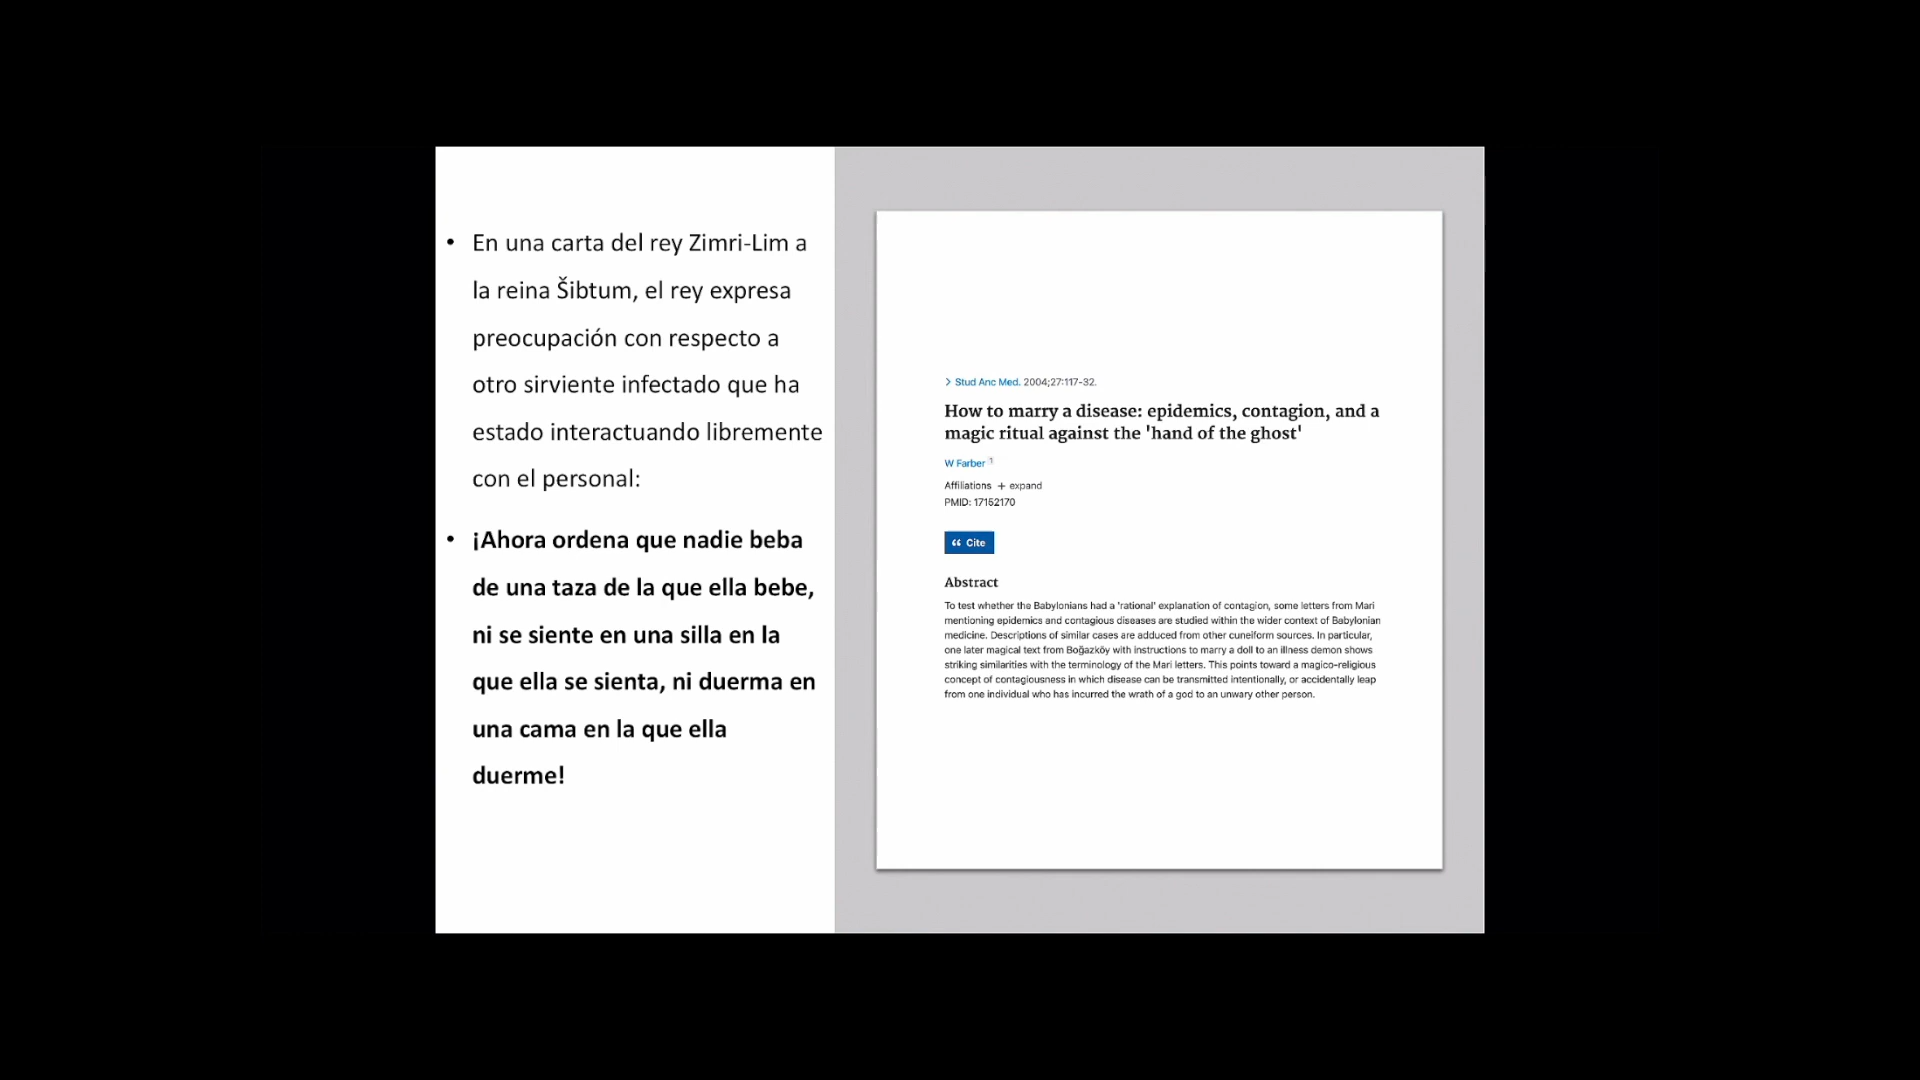 • En una carta del rey Zimri-Lim a
la reina Šibtum, el rey expresa
preocupación con respecto a
otro sirviente infectado que ha
estado interactuando libremente
con el personal:
• ¡Ahora ordena que nadie beba
de una taza de la que ella bebe,
ni se siente en una silla en la
que ella se sienta, ni duerma en
una cama en la que ella
duerme!
> Stud Anc Med. 2004;27:117-32.
How to marry a disease: epidemics, contagion, and a
magic ritual against the 'hand of the ghost'
W Farber 1
Affiliations + expand
PMID: 17152170
“ Cite
Abstract
To test whether the Babylonians had a 'rational' explanation of contagion, some letters from Mari
mentioning epidemics and contagious diseases are studied within the wider context of Babylonian
medicine. Descriptions of similar cases are adduced from other cuneiform sources. In particular,
one later magical text from Boğazköy with instructions to marry a doll to an illness demon shows
striking similarities with the terminology of the Mari letters. This points toward a magico-religious
concept of contagiousness in which disease can be transmitted intentionally, or accidentally leap
from one individual who has incurred the wrath of a god to an unwary other person.